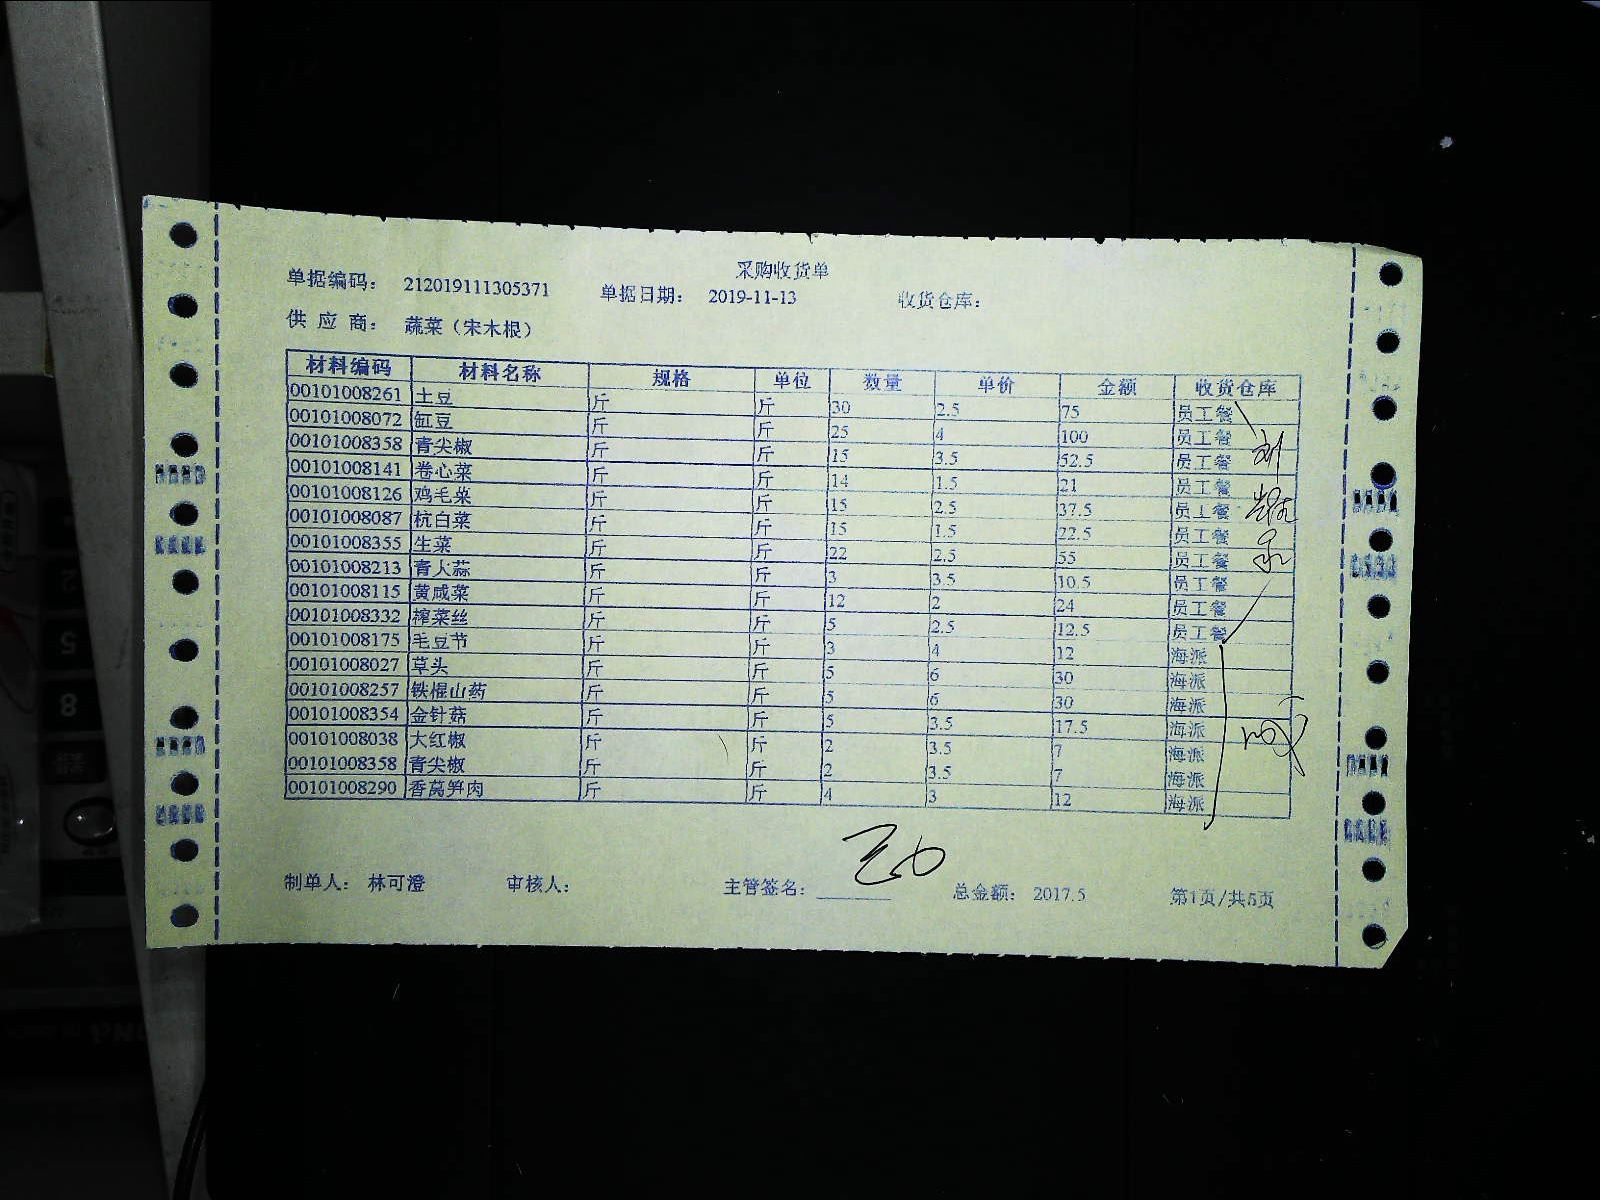 采购收货单
单据编码： 212019111305371 单据日期： 2019-11-13 收货仓库：
供 应 商： 蔬菜（宋木根）
材料编码 材料名称 规格 单位 数量 单价 金额 收货仓库
00101008261 土豆 斤 斤 30 2.5 75 员工餐
00101008072 缸豆 斤 斤 25 4 100 员工餐
00101008358 青尖椒 斤 斤 15 3.5 52.5 员工餐
00101008141 卷心菜 斤 斤 14 1.5 21 员工餐
00101008126 鸡毛菜 斤 斤 15 2.5 37.5 员工餐
00101008087 杭白菜 斤 斤 15 1.5 22.5 员工餐
00101008355 生菜 斤 斤 22 2.5 55 员工餐
00101008213 青大蒜 斤 斤 3 3.5 10.5 员工餐
00101008115 黄咸菜 斤 斤 12 2 24 员工餐
00101008332 榨菜丝 斤 斤 5 2.5 12.5 员工餐
00101008175 毛豆节 斤 斤 3 4 12 海派
00101008027 草头 斤 斤 5 6 30 海派
00101008257 铁棍山药 斤 斤 5 6 30 海派
00101008354 金针菇 斤 斤 5 3.5 17.5 海派
00101008038 大红椒 斤 斤 2 3.5 7 海派
00101008358 青尖椒 斤 斤 2 3.5 7 海派
00101008290 香莴笋肉 斤 斤 4 3 12 海派
制单人： 林可澄 审核人： 主管签名： 总金额： 2017.5 第1页/共5页